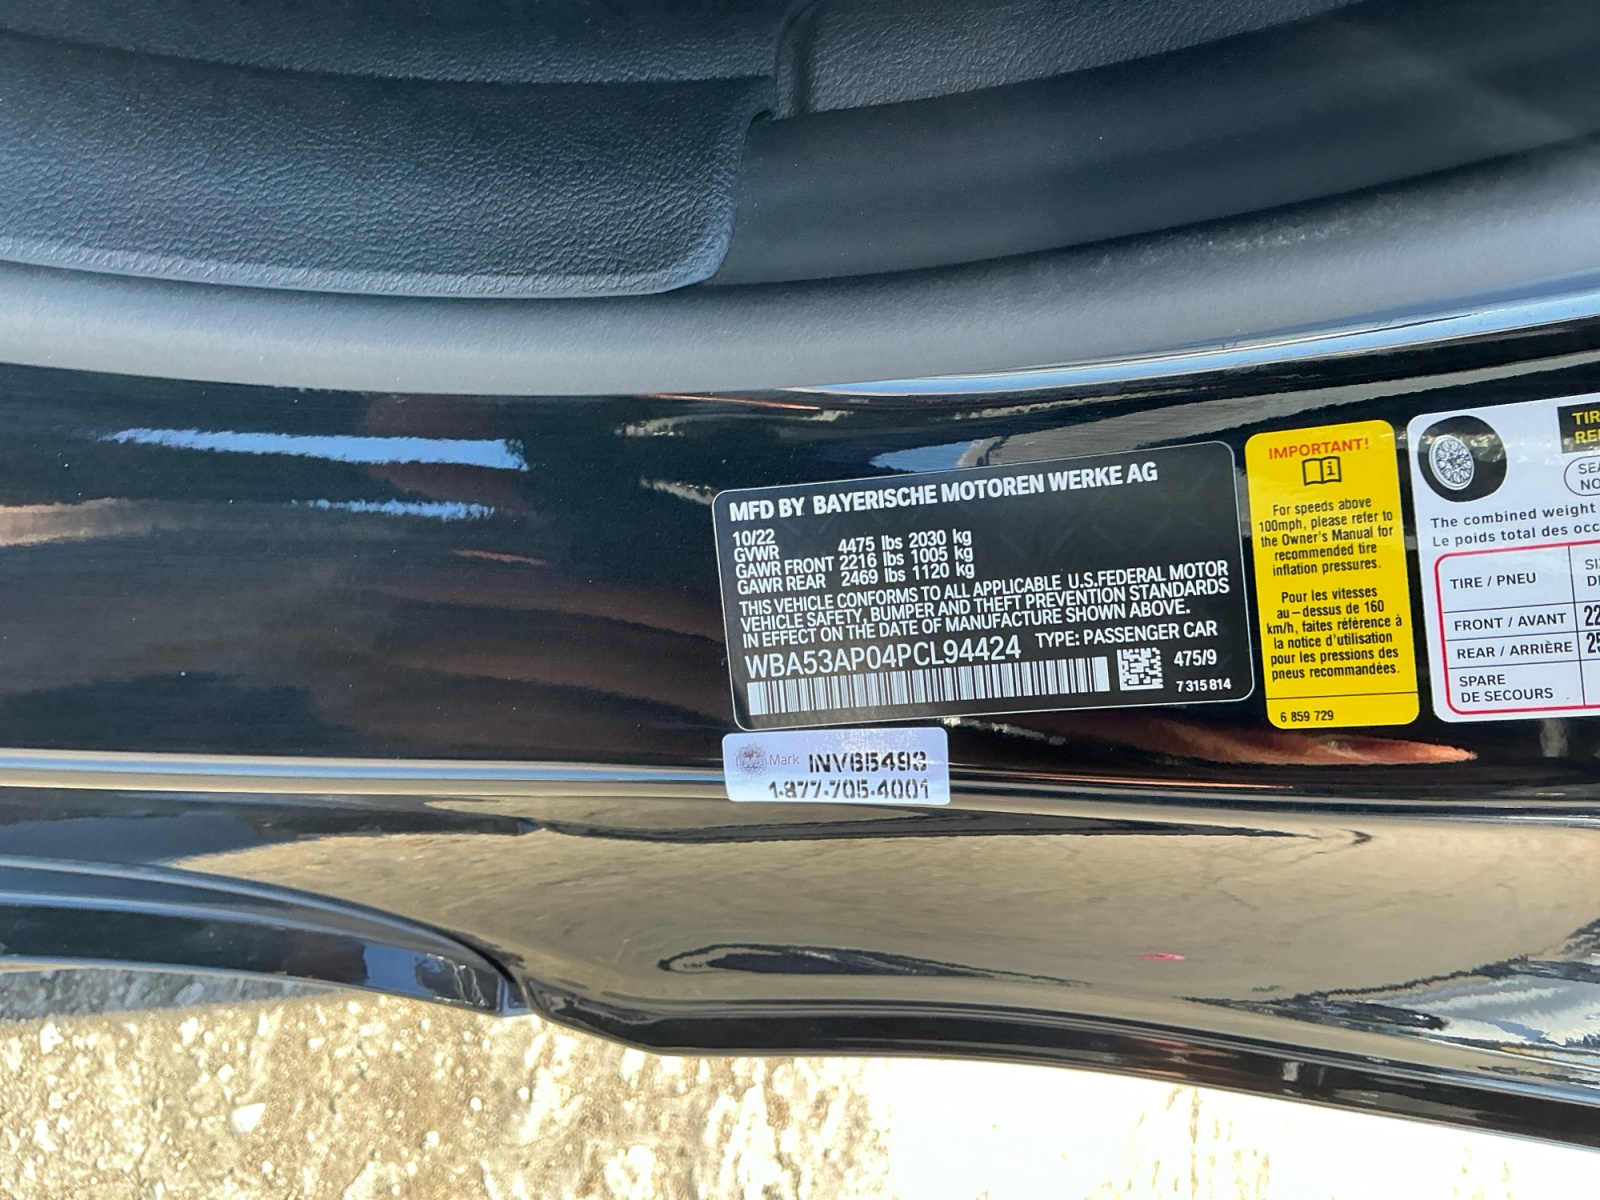 MFD BY BAYERISCHE MOTOREN WERKE AG
10/22
GVWR 4475 lbs 2030 kg
GAWR FRONT 2216 lbs 1005 kg
GAWR REAR 2469 lbs 1120 kg
THIS VEHICLE CONFORMS TO ALL APPLICABLE U.S.FEDERAL MOTOR
VEHICLE SAFETY, BUMPER AND THEFT PREVENTION STANDARDS
IN EFFECT ON THE DATE OF MANUFACTURE SHOWN ABOVE.
WBA53AP04PCL94424 TYPE: PASSENGER CAR
475/9
7 315 814
Mark INV65493
1-877-705-4001
IMPORTANT!
For speeds above
100mph, please refer to
the Owner's Manual for
recommended tire
inflation pressures.
Pour les vitesses
au-dessus de 160
km/h, faites référence à
la notice d'utilisation
pour les pressions des
pneus recommandées.
6 859 729
The combined weight
Le poids total des occ
TIRE / PNEU
FRONT / AVANT 22
REAR / ARRIÈRE 25
SPARE
DE SECOURS